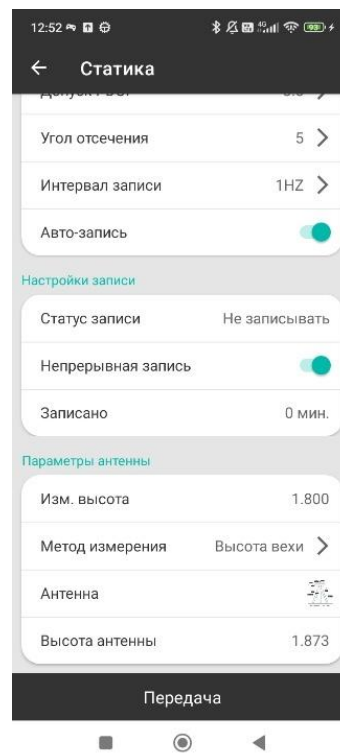 12:52
Статика
Угол отсечения 5
Интервал записи 1HZ
Авто-запись
Настройки записи
Статус записи Не записывать
Непрерывная запись
Записано 0 мин.
Параметры антенны
Изм. высота 1.800
Метод измерения Высота вехи
Антенна
Высота антенны 1.873
Передача